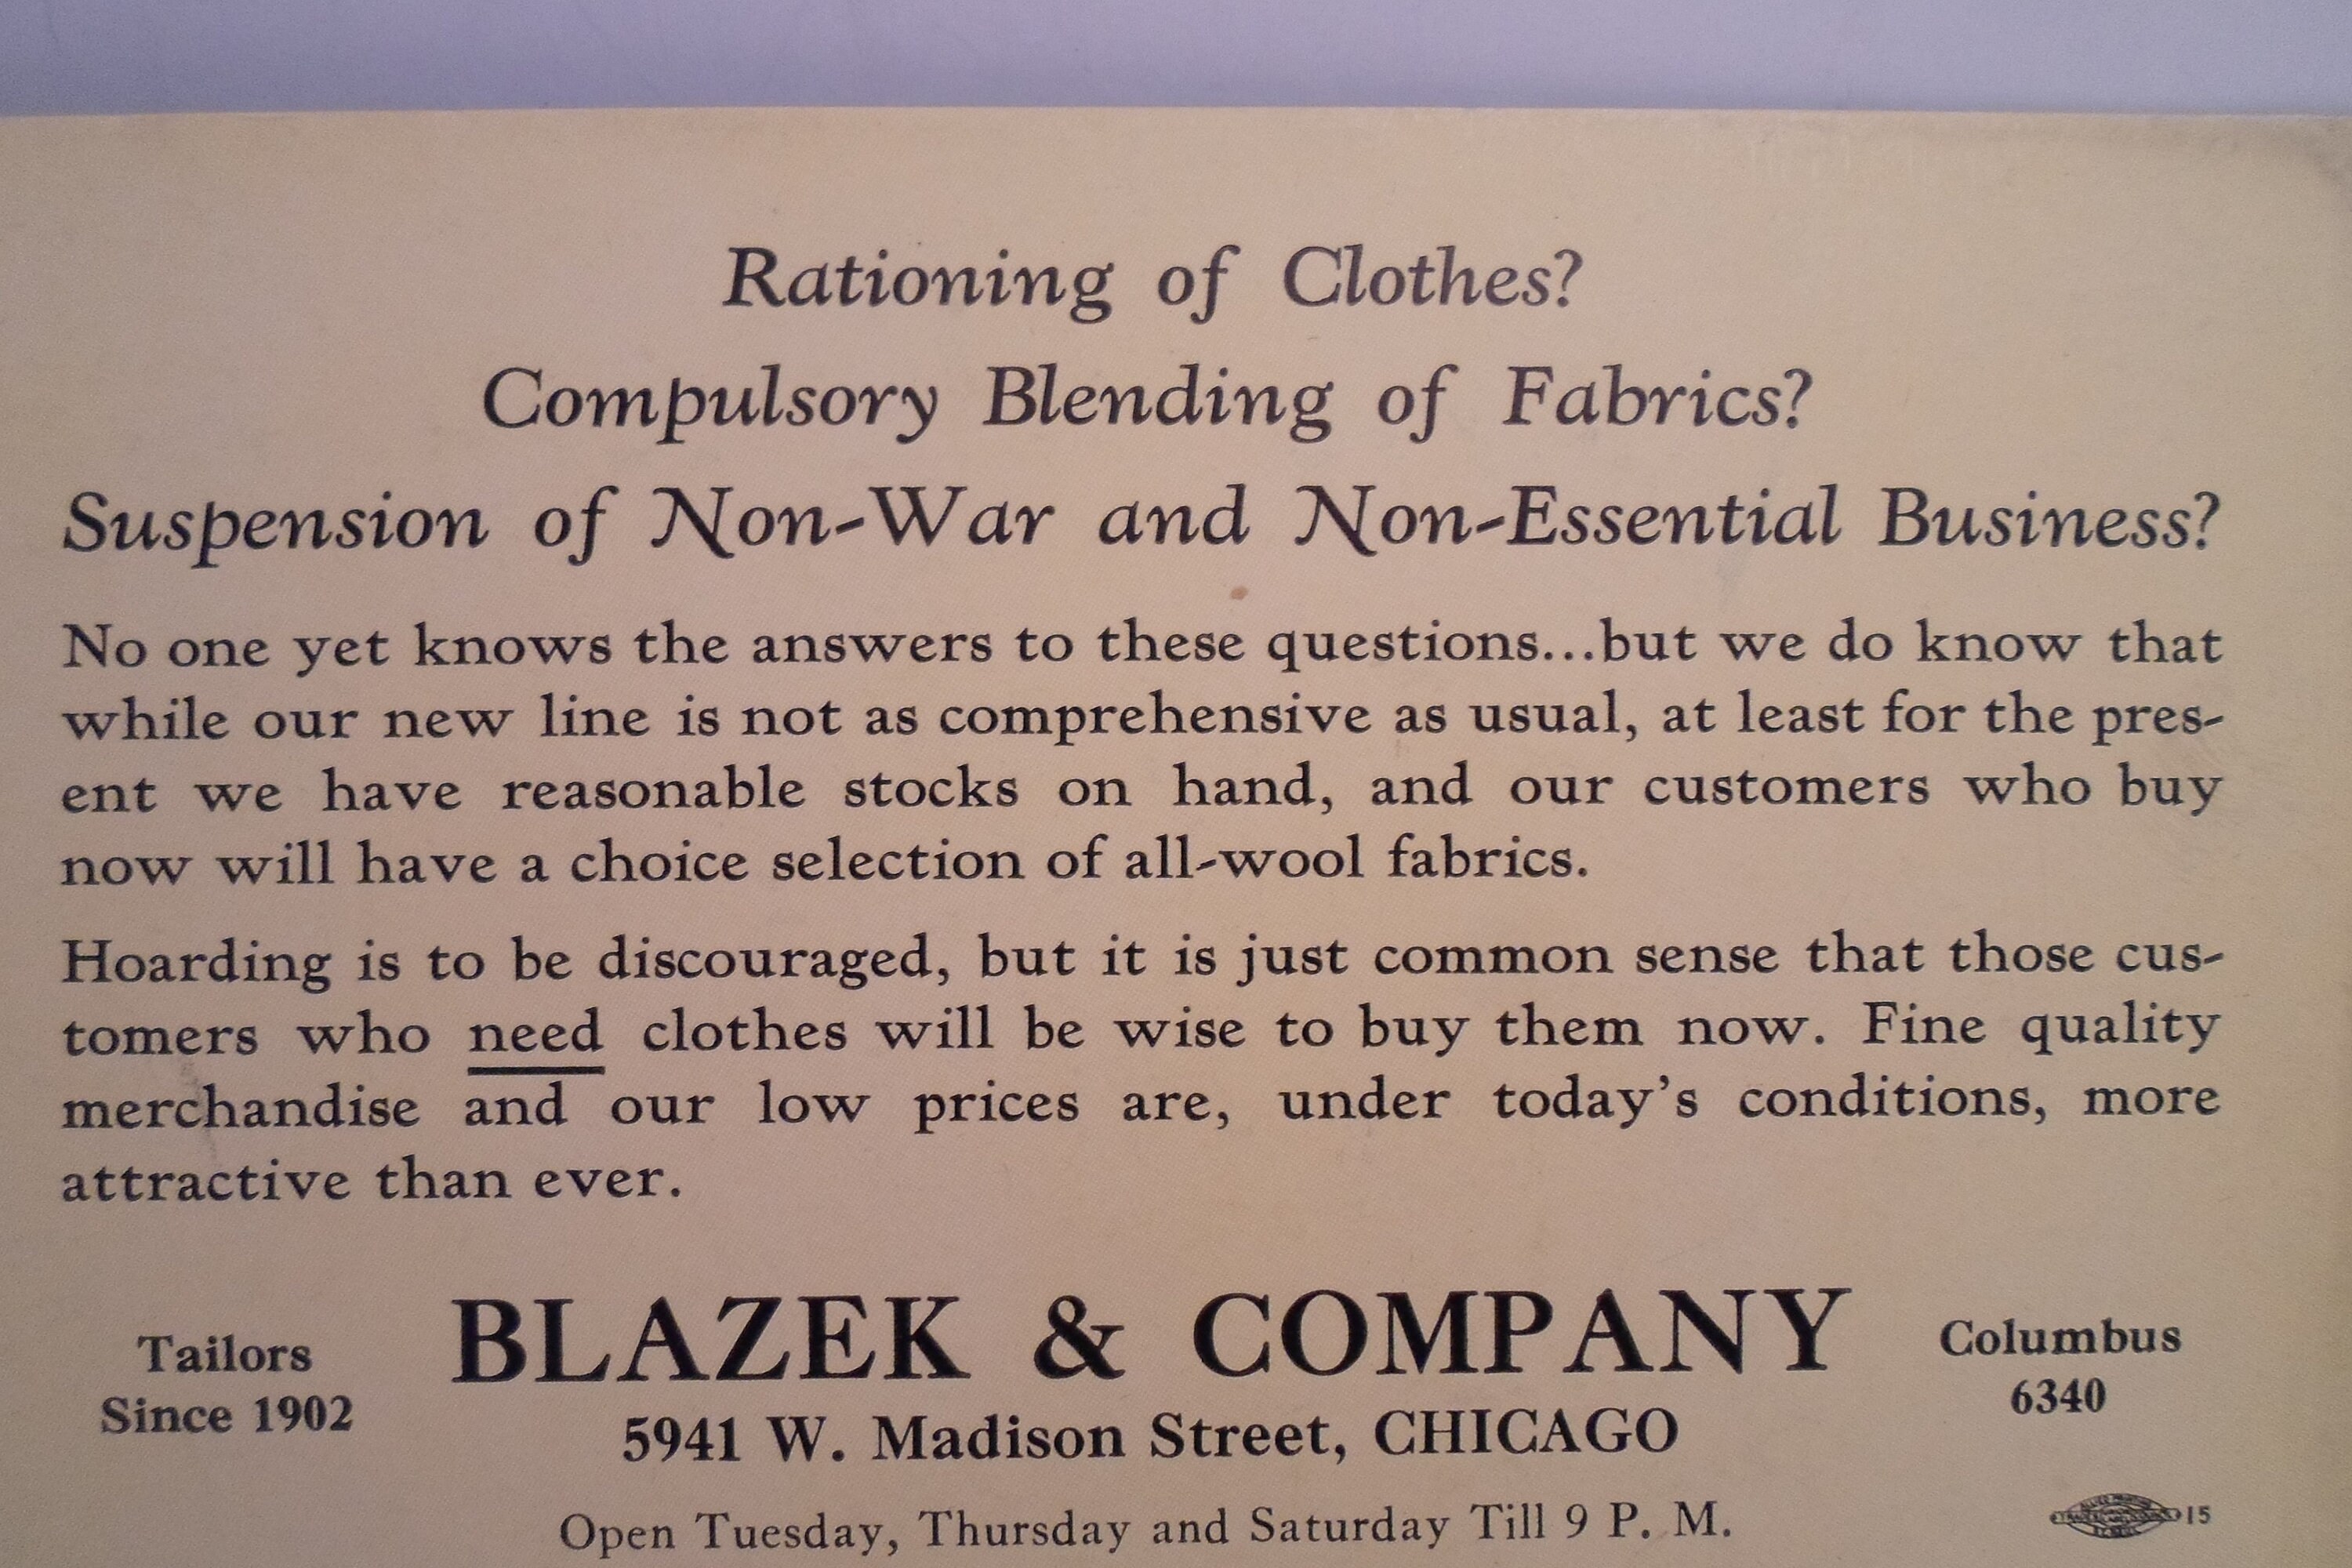 Rationing of Clothes?
Compulsory Blending of Fabrics?
Suspension of Non-War and Non-Essential Business?
No one yet knows the answers to these questions...but we do know that
while our new line is not as comprehensive as usual, at least for the pres-
ent we have reasonable stocks on hand, and our customers who buy
now will have a choice selection of all-wool fabrics.
Hoarding is to be discouraged, but it is just common sense that those cus-
tomers who need clothes will be wise to buy them now. Fine quality
merchandise and our low prices are, under today's conditions, more
attractive than ever.
Tailors
Since 1902
BLAZEK & COMPANY
5941 W. Madison Street, CHICAGO
Columbus
6340
Open Tuesday, Thursday and Saturday Till 9 P. M.
15